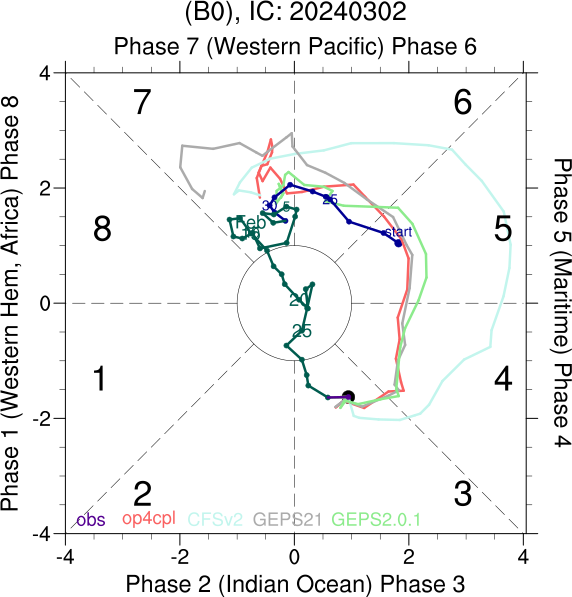 (B0), IC: 20240302
Phase 7 (Western Pacific) Phase 6
Phase 1 (Western Hem, Africa) Phase 8
Phase 5 (Maritime) Phase 4
4
2
0
-2
-4
7
6
8
5
1
4
2
3
30
5
25
start
Feb
20
25
obs
op4cpl
CFSv2
GEPS21
GEPS2.0.1
-4
-2
0
2
4
Phase 2 (Indian Ocean) Phase 3